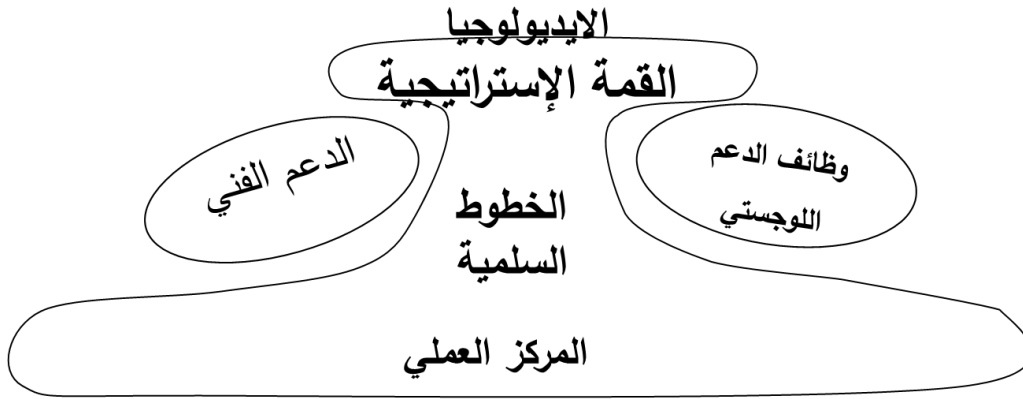 الايديولوجيا
القمة الإستراتيجية
وظائف الدعم
اللوجستي
الدعم الفني
الخطوط
السلمية
المركز العملي